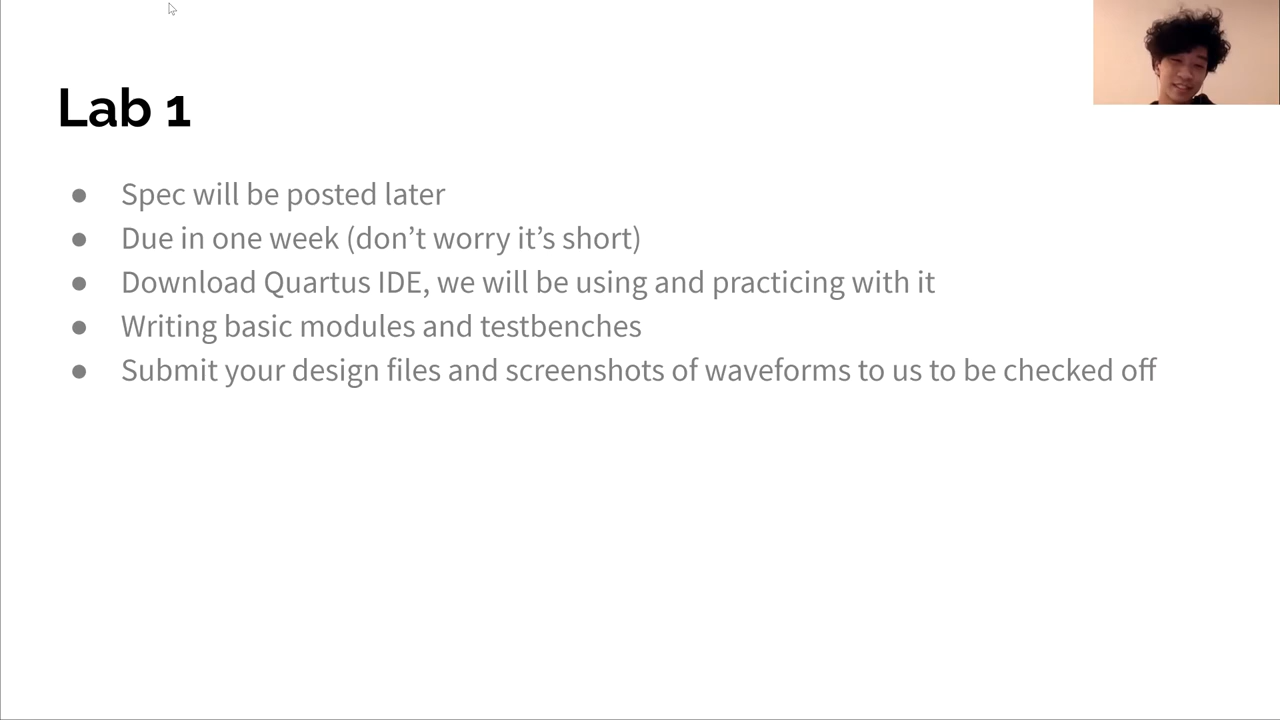 Lab 1
● Spec will be posted later
● Due in one week (don’t worry it’s short)
● Download Quartus IDE, we will be using and practicing with it
● Writing basic modules and testbenches
● Submit your design files and screenshots of waveforms to us to be checked off